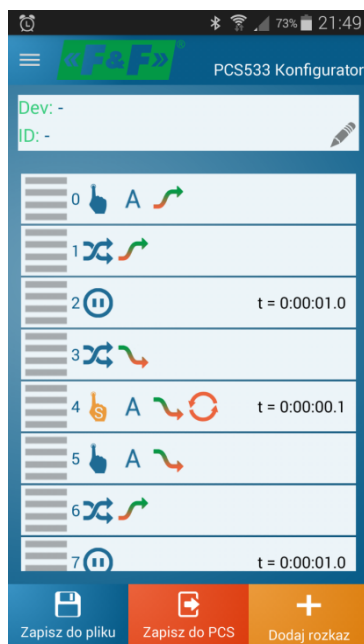 73% 21:49
«F&F»®
PCS533 Konfigurator
Dev: -
ID: -
0 A
1
2 t = 0:00:01.0
3
4 S A t = 0:00:00.1
5 A
6
7 t = 0:00:01.0
Zapisz do pliku Zapisz do PCS Dodaj rozkaz